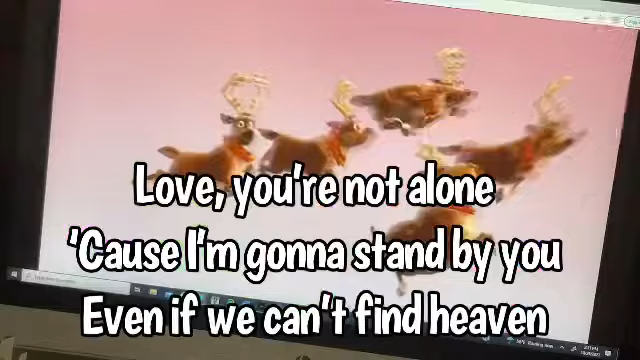 Love, you're not alone
'Cause I'm gonna stand by you
Even if we can't find heaven